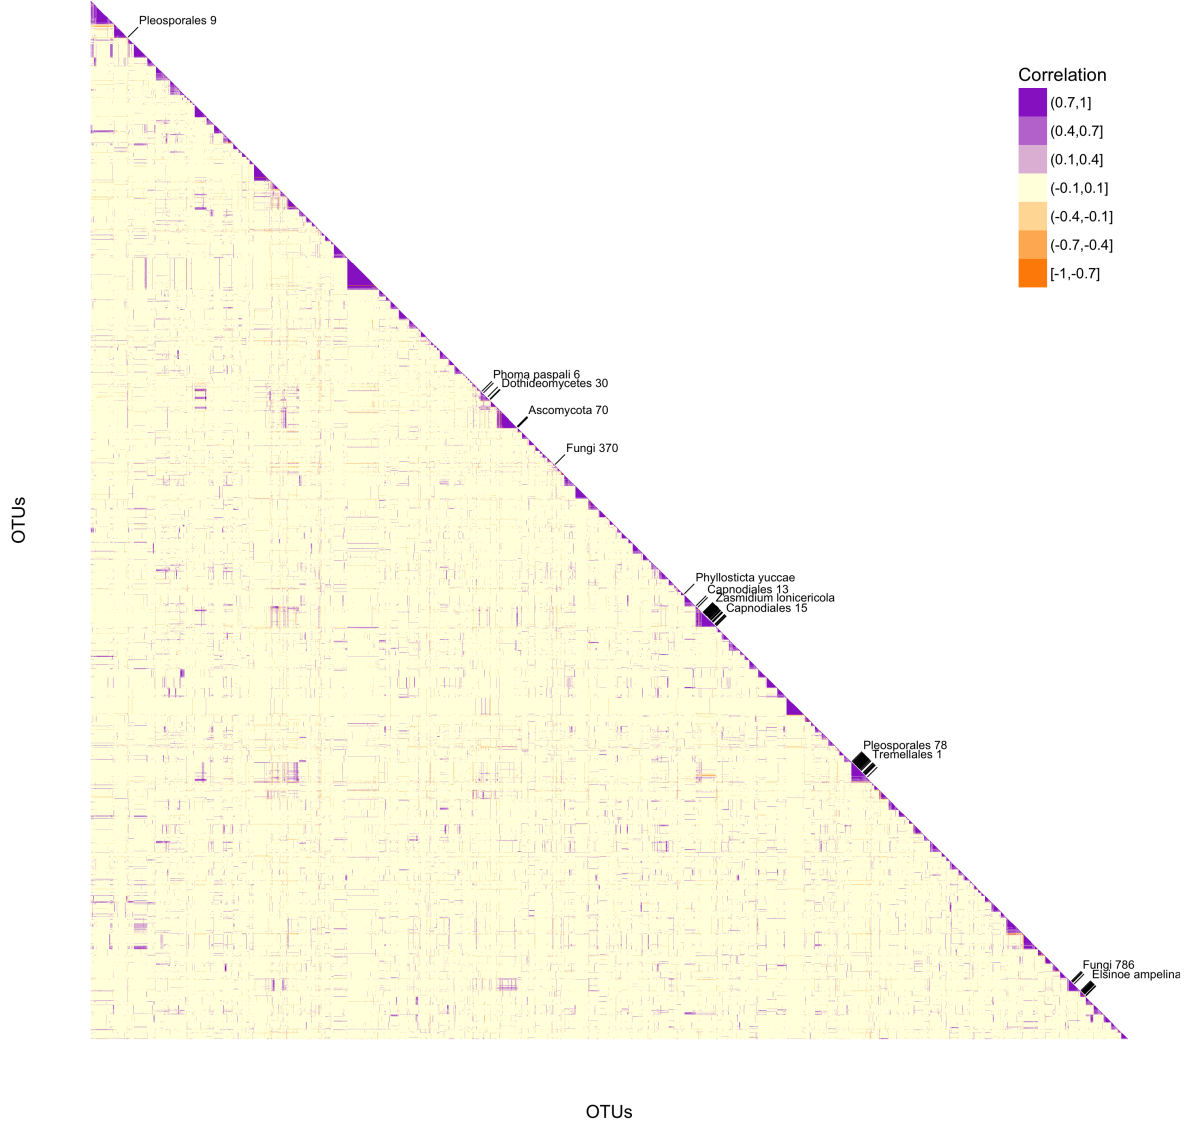 Pleosporales 9
Correlation
(0.7,1]
(0.4,0.7]
(0.1,0.4]
(-0.1,0.1]
(-0.4,-0.1]
(-0.7,-0.4]
[-1,-0.7]
Phoma paspali 6
Dothideomycetes 30
Ascomycota 70
Fungi 370
OTUs
Phyllosticta yuccae
Capnodiales 13
Zasmidium lonicericola
Capnodiales 15
Pleosporales 78
Tremellales 1
Fungi 786
Elsinoe ampelina
OTUs